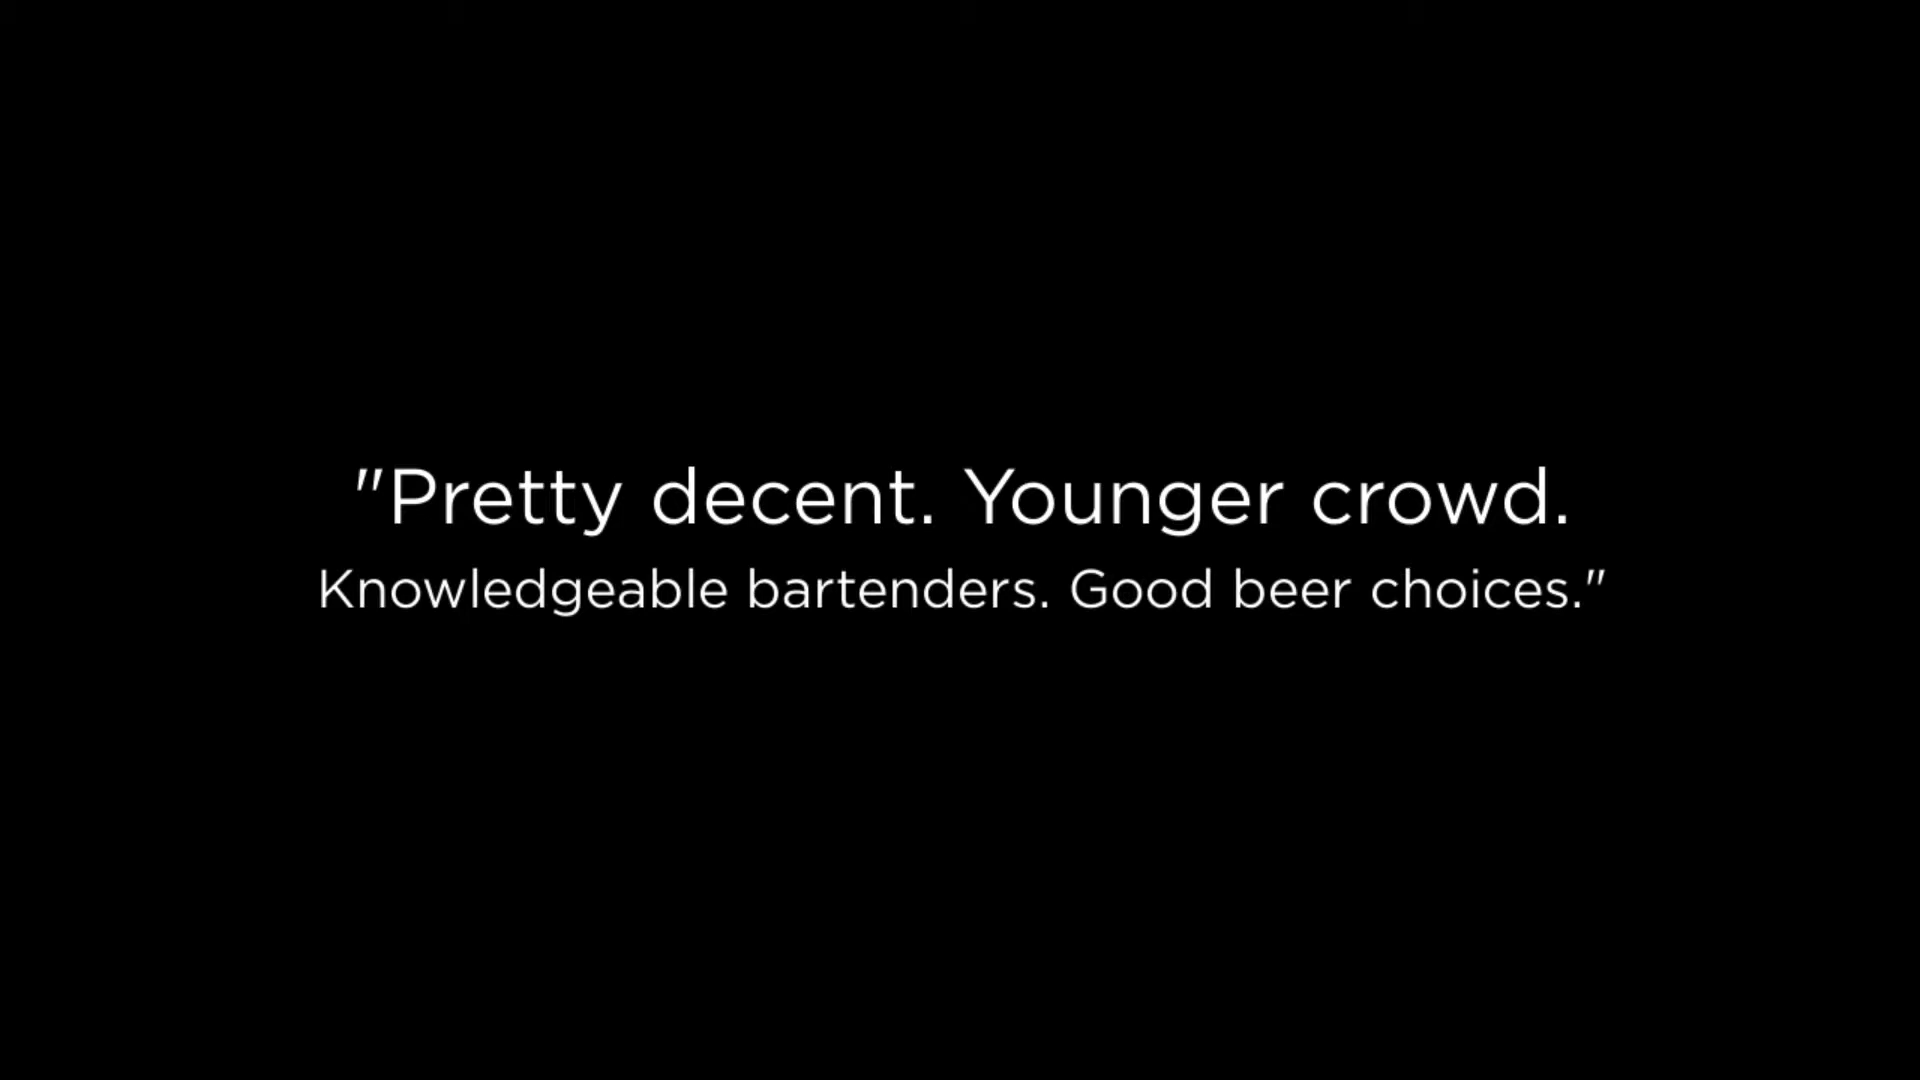 "Pretty decent. Younger crowd.
Knowledgeable bartenders. Good beer choices."